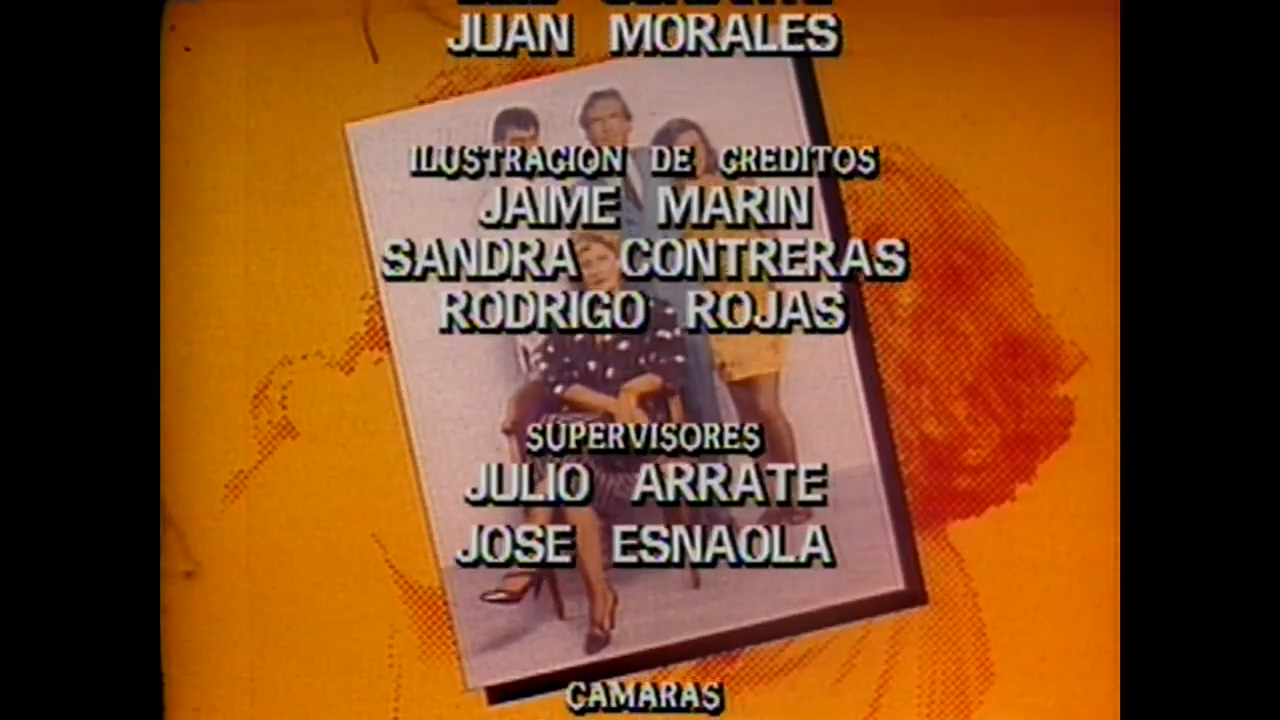 JUAN MORALES
ILUSTRACION DE CREDITOS
JAIME MARIN
SANDRA CONTRERAS
RODRIGO ROJAS
SUPERVISORES
JULIO ARRATE
JOSE ESNAOLA
CAMARAS